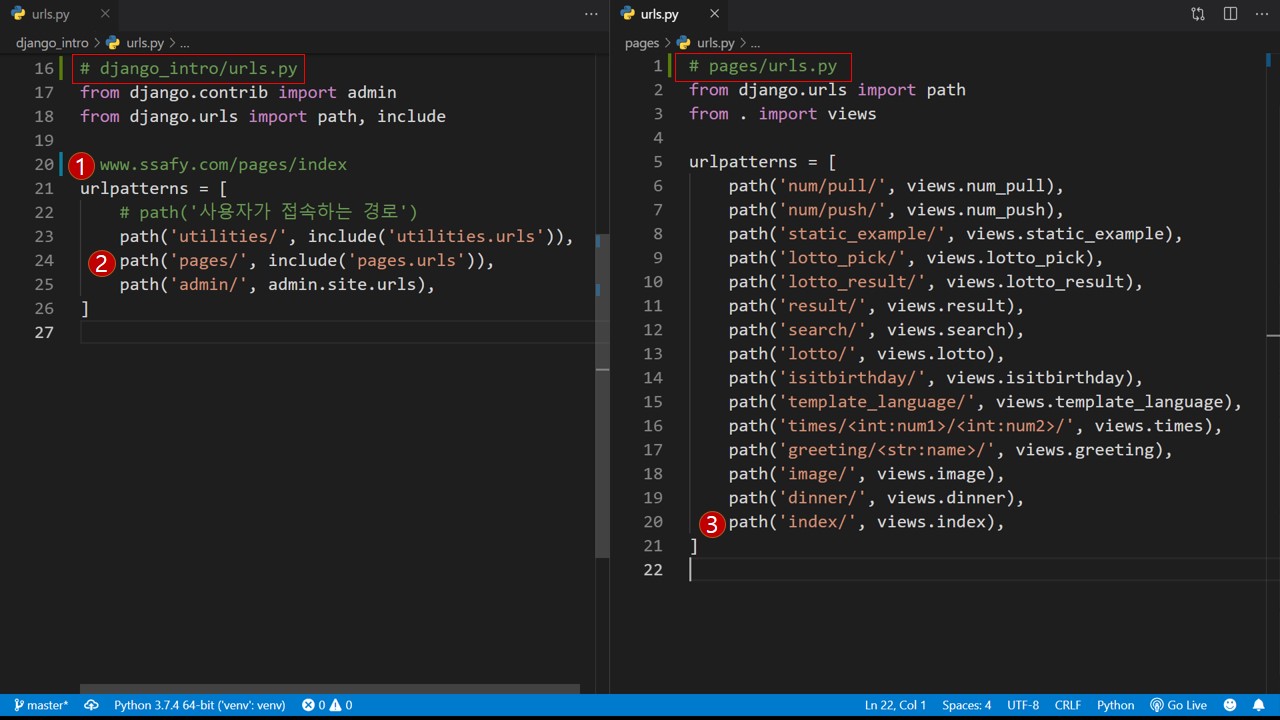 urls.py
django_intro > urls.py > ...
16 # django_intro/urls.py
17 from django.contrib import admin
18 from django.urls import path, include
19
20 1 www.ssafy.com/pages/index
21 urlpatterns = [
22 # path('사용자가 접속하는 경로')
23 path('utilities/', include('utilities.urls')),
24 2 path('pages/', include('pages.urls')),
25 path('admin/', admin.site.urls),
26 ]
27
urls.py
pages > urls.py > ...
1 # pages/urls.py
2 from django.urls import path
3 from . import views
4
5 urlpatterns = [
6 path('num/pull/', views.num_pull),
7 path('num/push/', views.num_push),
8 path('static_example/', views.static_example),
9 path('lotto_pick/', views.lotto_pick),
10 path('lotto_result/', views.lotto_result),
11 path('result/', views.result),
12 path('search/', views.search),
13 path('lotto/', views.lotto),
14 path('isitbirthday/', views.isitbirthday),
15 path('template_language/', views.template_language),
16 path('times/<int:num1>/<int:num2>/', views.times),
17 path('greeting/<str:name>/', views.greeting),
18 path('image/', views.image),
19 path('dinner/', views.dinner),
20 3 path('index/', views.index),
21 ]
22
master* Python 3.7.4 64-bit ('venv': venv) 0 0 Ln 22, Col 1 Spaces: 4 UTF-8 CRLF Python Go Live